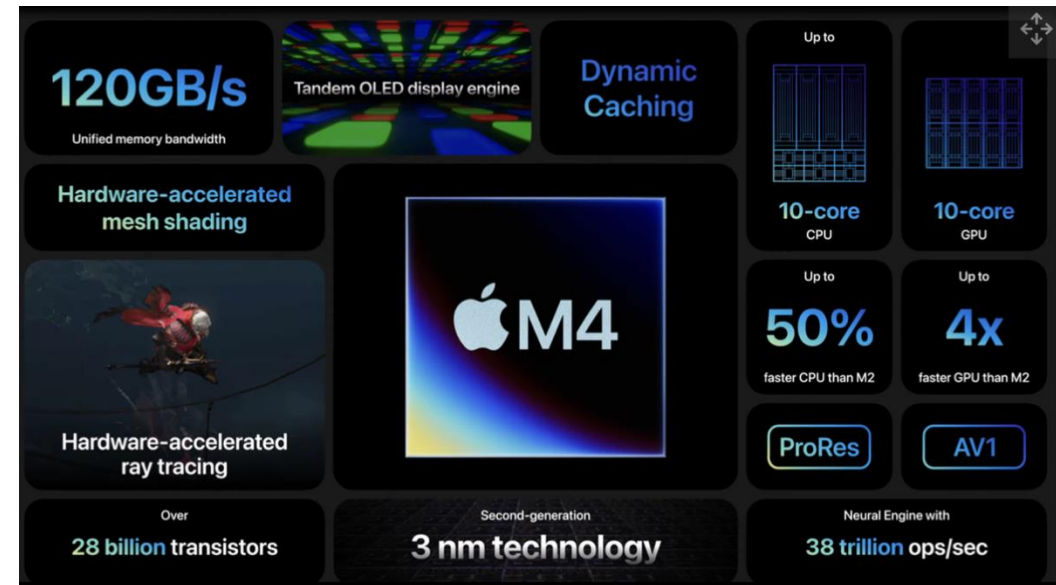 120GB/s
Unified memory bandwidth
Tandem OLED display engine
Dynamic
Caching
Up to
10-core
CPU
10-core
GPU
Hardware-accelerated
mesh shading
M4
Up to
50%
faster CPU than M2
Up to
4x
faster GPU than M2
Hardware-accelerated
ray tracing
ProRes
AV1
Over
28 billion transistors
Second-generation
3 nm technology
Neural Engine with
38 trillion ops/sec